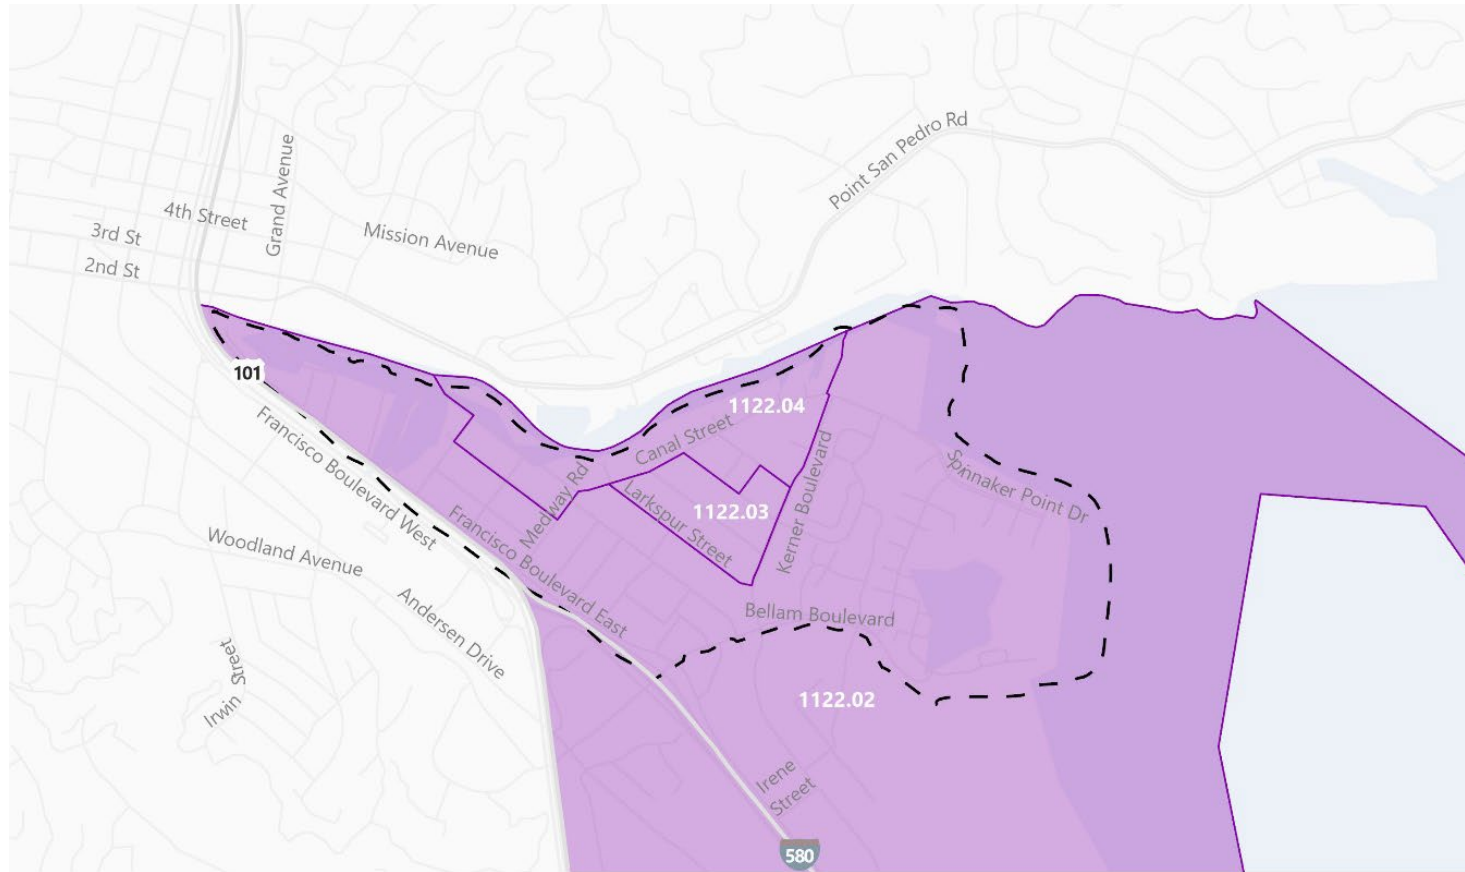 Point San Pedro Rd
4th Street
Grand Avenue
3rd St
Mission Avenue
2nd St
101
1122.04
Francisco Boulevard West
Canal Street
Kerner Boulevard
Spinnaker Point Dr
Medway Rd
Larkspur Street
1122.03
Francisco Boulevard East
Woodland Avenue
Andersen Drive
Bellam Boulevard
Irwin Street
1122.02
Irene
Street
580